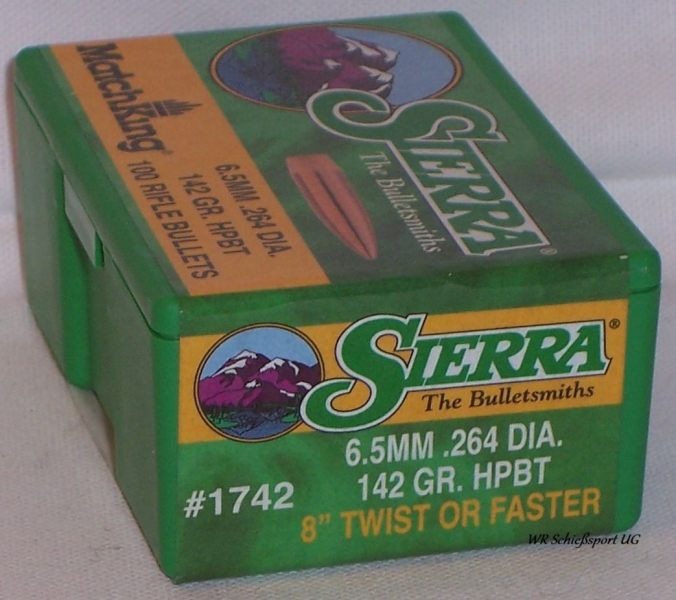 MatchKing®
6.5MM .264 DIA.
142 GR. HPBT
100 RIFLE BULLETS
SIERRA®
The Bulletsmiths
SIERRA®
The Bulletsmiths
6.5MM .264 DIA.
142 GR. HPBT
#1742
8” TWIST OR FASTER
WR Schießsport UG